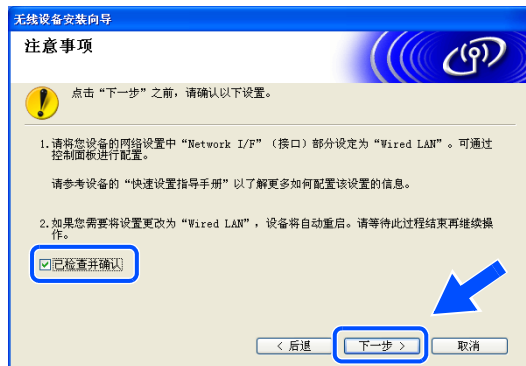 无线设备安装向导
注意事项
点击“下一步”之前，请确认以下设置。
1.请将您设备的网络设置中“Network I/F”（接口）部分设定为“Wired LAN”。可通过
控制面板进行配置。
请参考设备的“快速设置指导手册”以了解更多如何配置该设置的信息。
2.如果您需要将设置更改为“Wired LAN”，设备将自动重启。请等待此过程结束再继续操
作。
已检查并确认
< 后退
下一步 >
取消